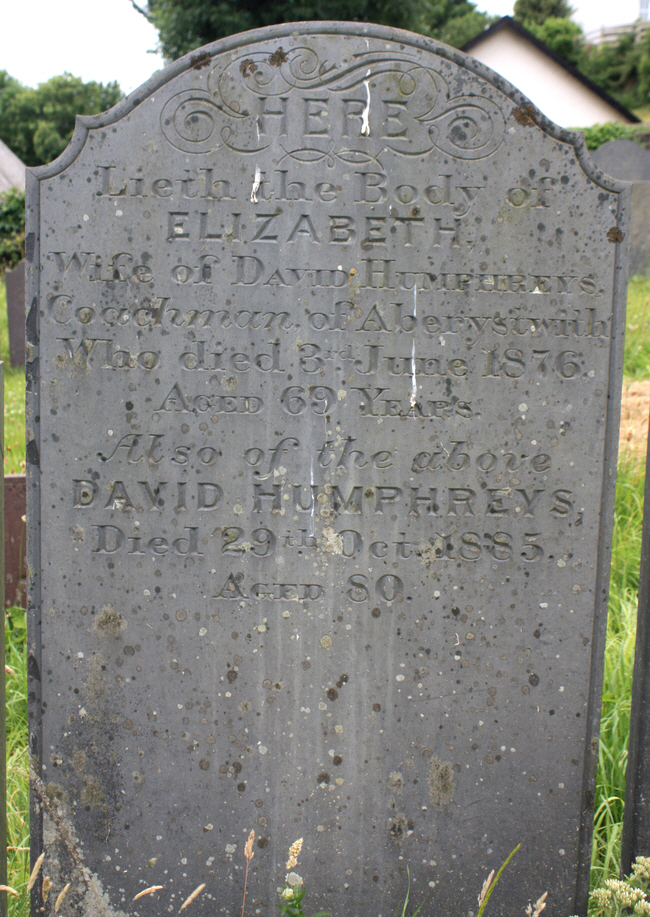 HERE
Lieth the Body of
ELIZABETH,
Wife of DAVID HUMPHREYS,
Coachman, of Aberystwith
Who died 3rd June 1876.
AGED 69 YEARS.
Also of the above
DAVID HUMPHREYS,
Died 29th Oct. 1885.
AGED 80.